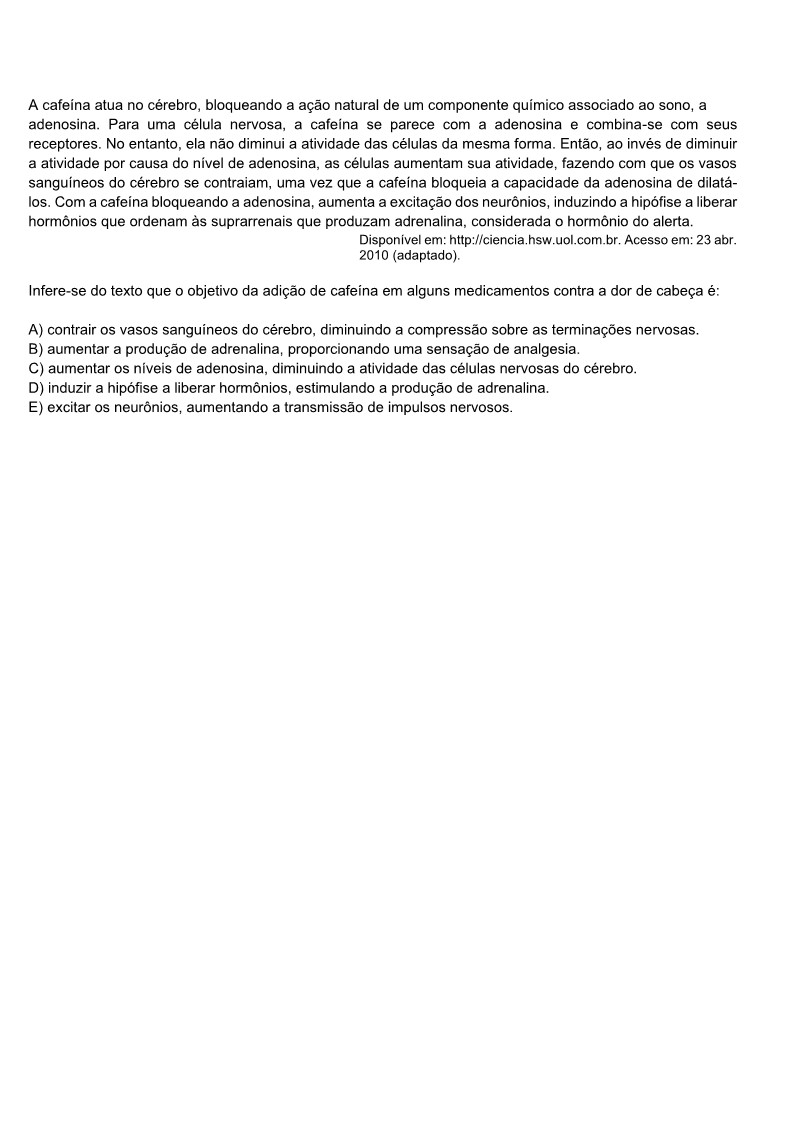 A cafeína atua no cérebro, bloqueando a ação natural de um componente químico associado ao sono, a
adenosina. Para uma célula nervosa, a cafeína se parece com a adenosina e combina-se com seus
receptores. No entanto, ela não diminui a atividade das células da mesma forma. Então, ao invés de diminuir
a atividade por causa do nível de adenosina, as células aumentam sua atividade, fazendo com que os vasos
sanguíneos do cérebro se contraiam, uma vez que a cafeína bloqueia a capacidade da adenosina de dilatá-
los. Com a cafeína bloqueando a adenosina, aumenta a excitação dos neurônios, induzindo a hipófise a liberar
hormônios que ordenam às suprarrenais que produzam adrenalina, considerada o hormônio do alerta.
Disponível em: http://ciencia.hsw.uol.com.br. Acesso em: 23 abr.
2010 (adaptado).
Infere-se do texto que o objetivo da adição de cafeína em alguns medicamentos contra a dor de cabeça é:
A) contrair os vasos sanguíneos do cérebro, diminuindo a compressão sobre as terminações nervosas.
B) aumentar a produção de adrenalina, proporcionando uma sensação de analgesia.
C) aumentar os níveis de adenosina, diminuindo a atividade das células nervosas do cérebro.
D) induzir a hipófise a liberar hormônios, estimulando a produção de adrenalina.
E) excitar os neurônios, aumentando a transmissão de impulsos nervosos.